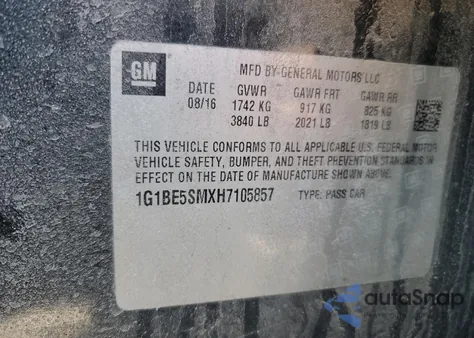 GM
MFD BY GENERAL MOTORS LLC
DATE GVWR GAWR FRT GAWR RR
08/16 1742 KG 917 KG 825 KG
3840 LB 2021 LB 1819 LB
THIS VEHICLE CONFORMS TO ALL APPLICABLE U.S. FEDERAL MOTOR
VEHICLE SAFETY, BUMPER, AND THEFT PREVENTION STANDARDS IN
EFFECT ON THE DATE OF MANUFACTURE SHOWN ABOVE.
1G1BE5SMXH7105857 TYPE: PASS CAR
autoSnap